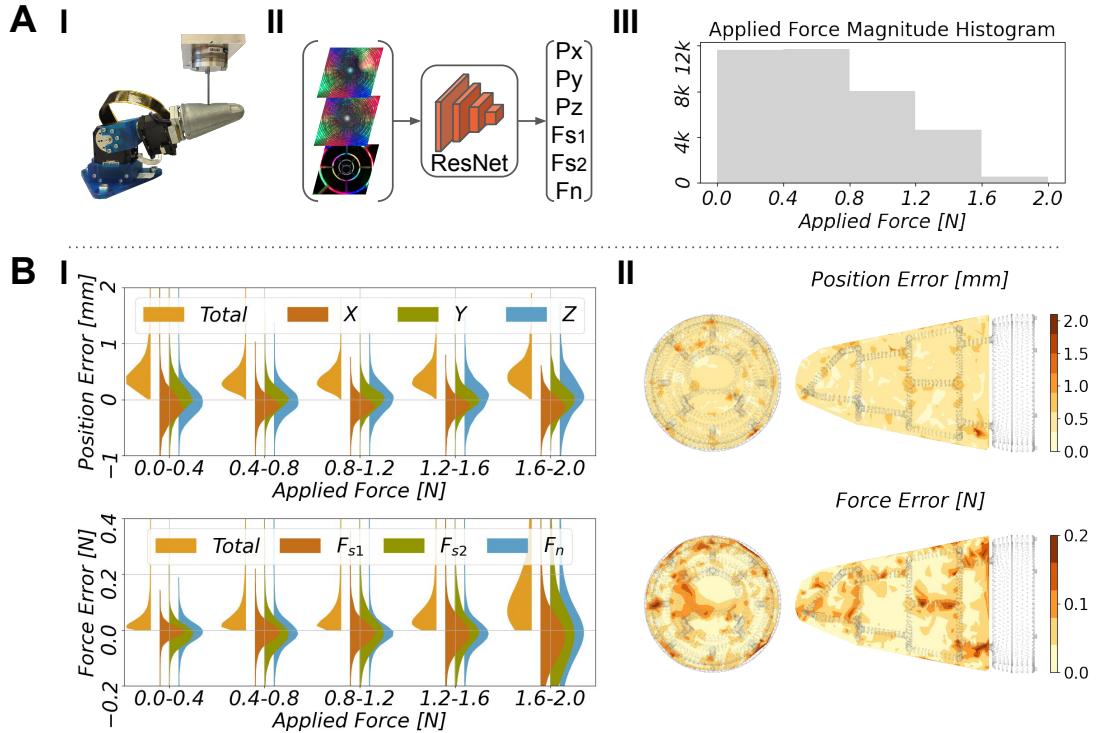 A I II III
Px
Py
Pz
Fs1
Fs2
Fn
ResNet
Applied Force Magnitude Histogram
12k
8k
4k
0
0.0 0.4 0.8 1.2 1.6 2.0
Applied Force [N]
B I II
Position Error [mm]
2
1
0
−1
Total X Y Z
0.0-0.4 0.4-0.8 0.8-1.2 1.2-1.6 1.6-2.0
Applied Force [N]
Force Error [N]
0.4
0.2
0.0
−0.2
Total Fs1 Fs2 Fn
0.0-0.4 0.4-0.8 0.8-1.2 1.2-1.6 1.6-2.0
Applied Force [N]
Position Error [mm]
2.0
1.5
1.0
0.5
0.0
Force Error [N]
0.2
0.1
0.0